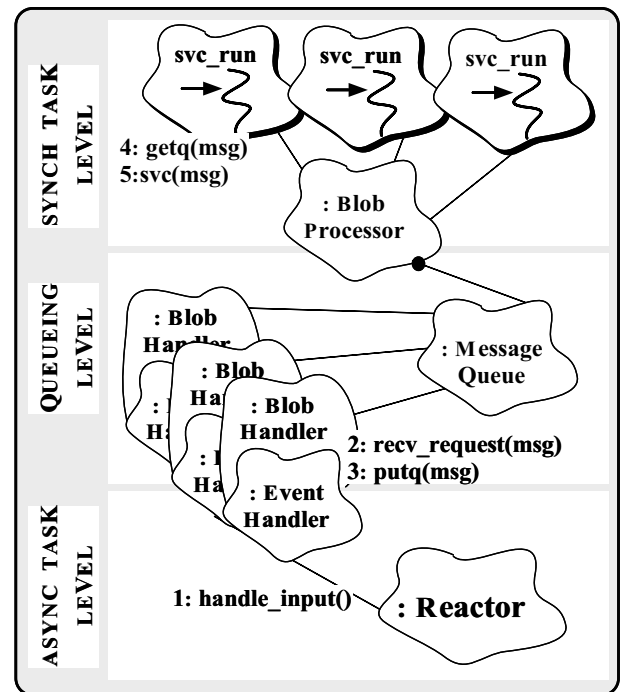 SYNCH TASK
LEVEL
svc_run
svc_run
svc_run
4: getq(msg)
5:svc(msg)
: Blob
Processor
QUEUEING
LEVEL
: Blob
Handler
: Blob
: Blob
Handler
: Message
Queue
2: recv_request(msg)
3: putq(msg)
: Event
Handler
ASYNC TASK
LEVEL
1: handle_input()
: Reactor